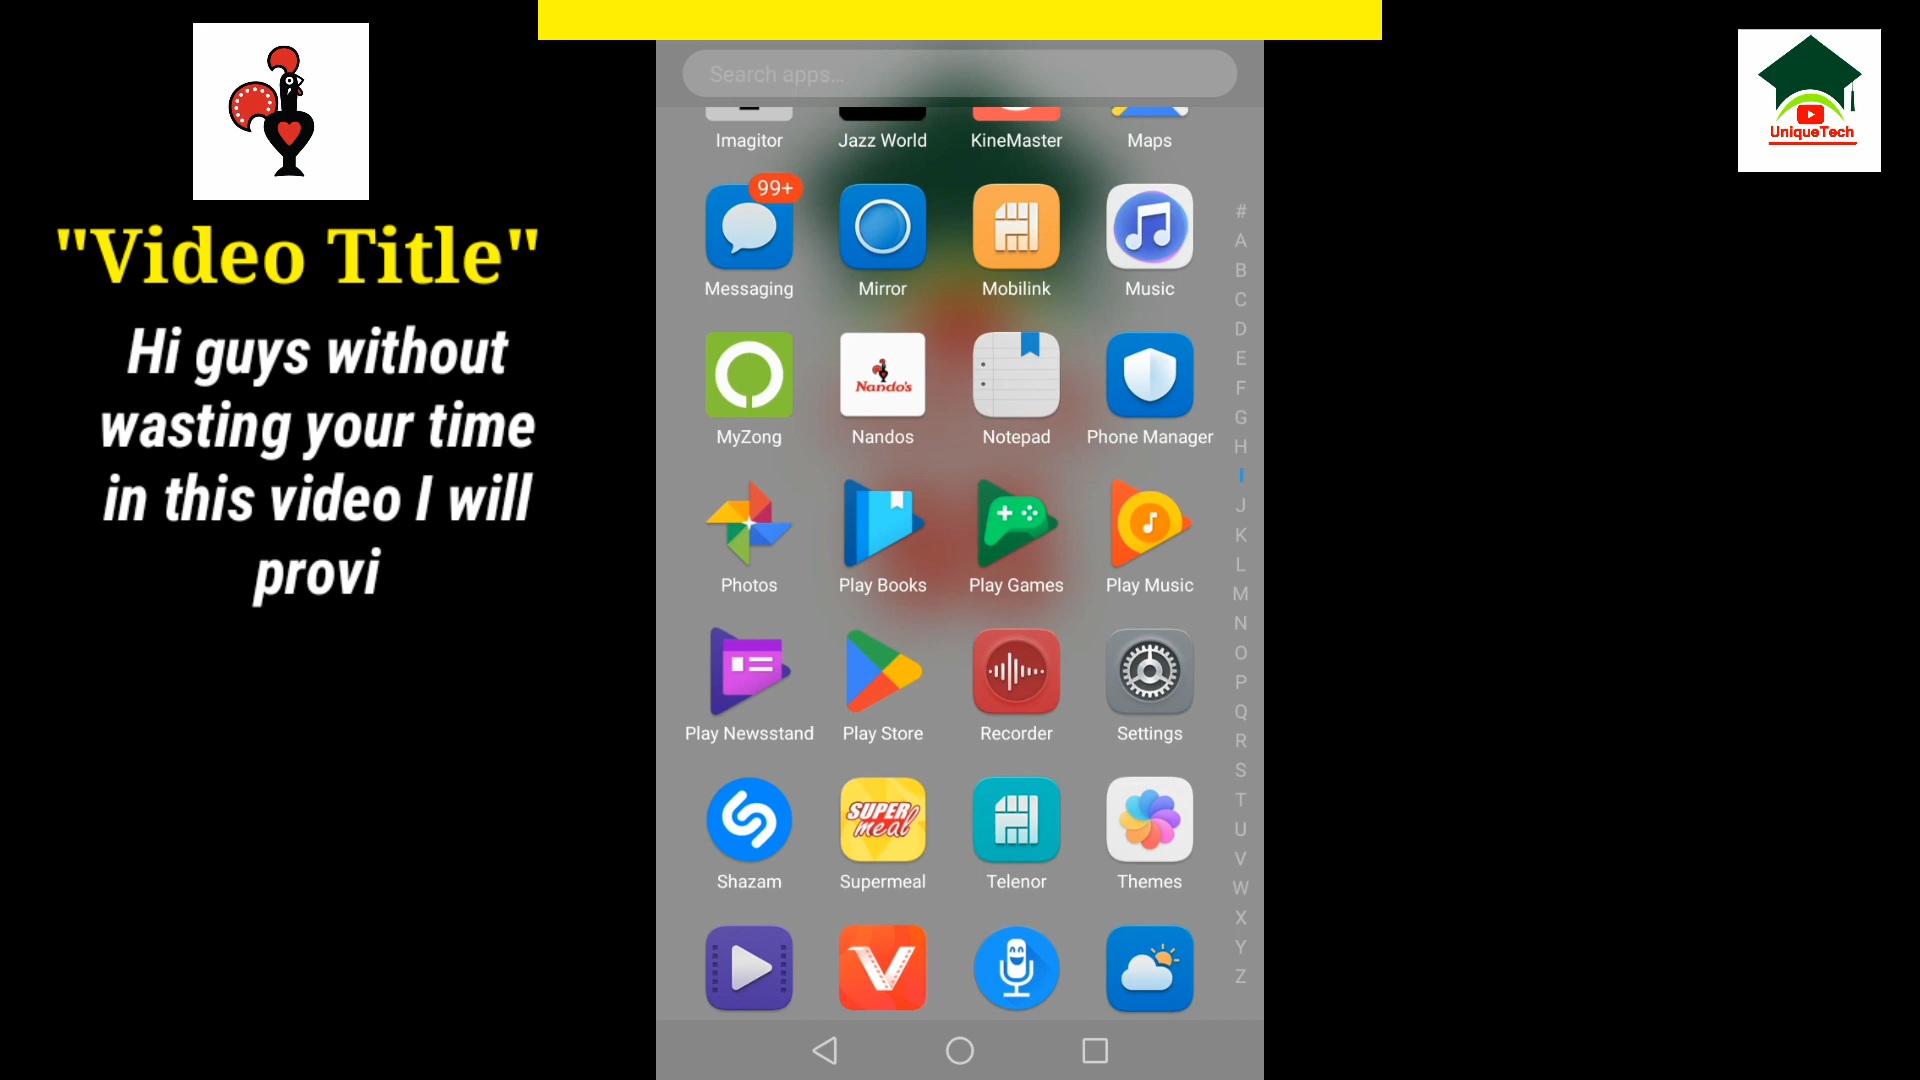 "Video Title"
Hi guys without
wasting your time
in this video I will
provi
Search apps...
Imagitor
Jazz World
KineMaster
Maps
99+
Messaging
Mirror
Mobilink
Music
Nando's
MyZong
Nandos
Notepad
Phone Manager
Photos
Play Books
Play Games
Play Music
Play Newsstand
Play Store
Recorder
Settings
SUPER
meal
Shazam
Supermeal
Telenor
Themes
#
A
B
C
D
E
F
G
H
I
J
K
L
M
N
O
P
Q
R
S
T
U
V
W
X
Y
Z
UniqueTech